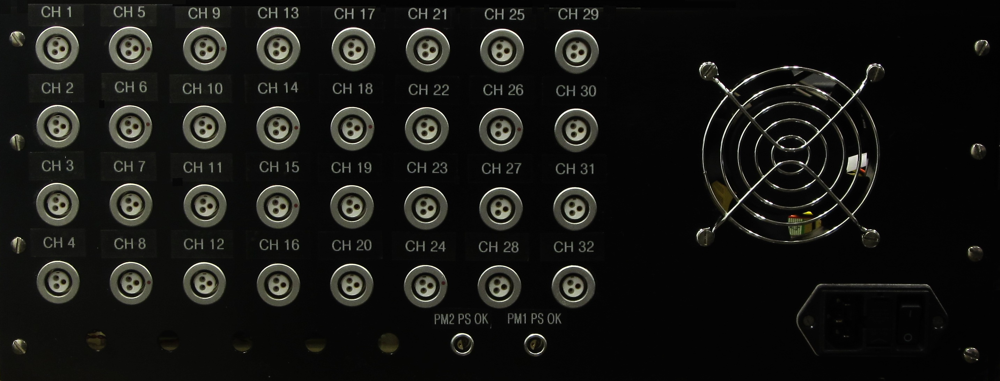 CH 1 CH 5 CH 9 CH 13 CH 17 CH 21 CH 25 CH 29
CH 2 CH 6 CH 10 CH 14 CH 18 CH 22 CH 26 CH 30
CH 3 CH 7 CH 11 CH 15 CH 19 CH 23 CH 27 CH 31
CH 4 CH 8 CH 12 CH 16 CH 20 CH 24 CH 28 CH 32
PM2 PS OK PM1 PS OK